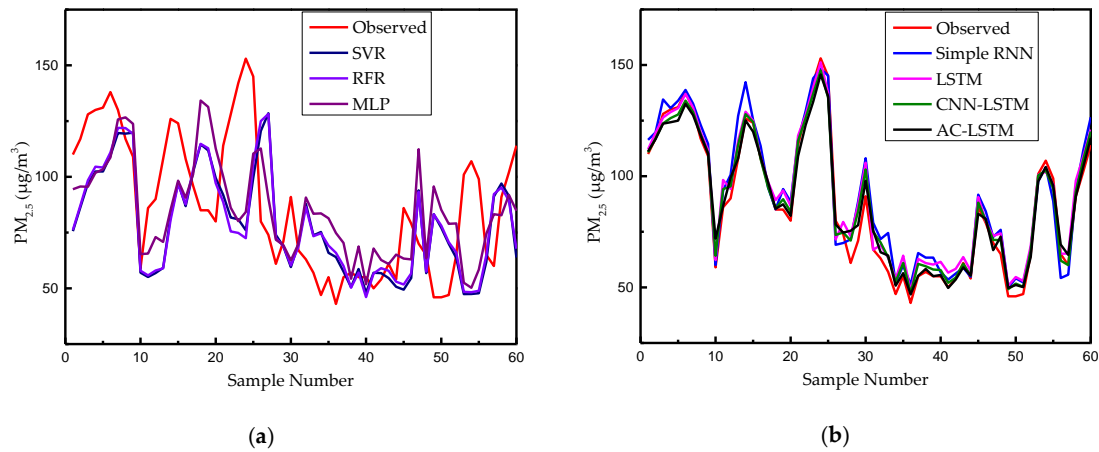 Observed
SVR
RFR
MLP
PM2.5 (μg/m³)
150
100
50
0 10 20 30 40 50 60
Sample Number
(a)
Observed
Simple RNN
LSTM
CNN-LSTM
AC-LSTM
PM2.5 (μg/m³)
150
100
50
0 10 20 30 40 50 60
Sample Number
(b)